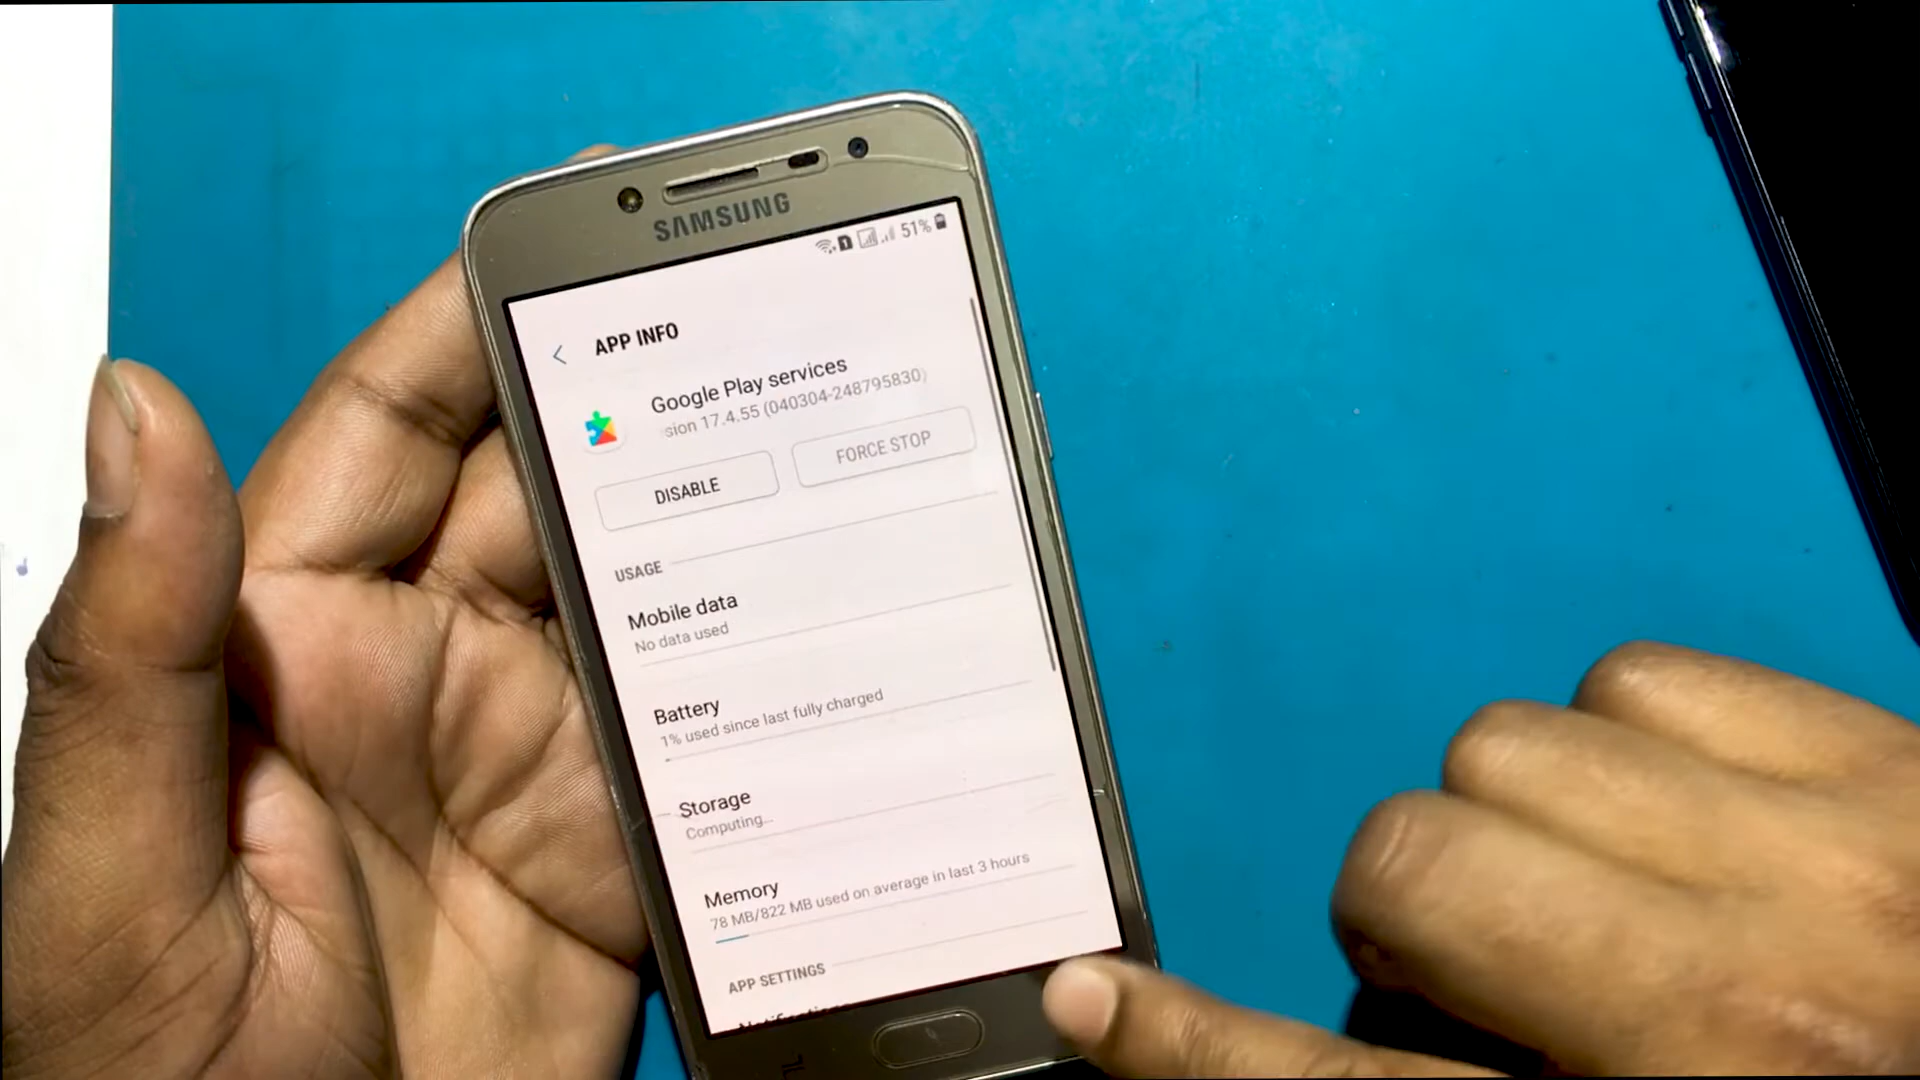 SAMSUNG
51%
APP INFO
Google Play services
sion 17.4.55 (040304-248795830)
DISABLE
FORCE STOP
USAGE
Mobile data
No data used
Battery
1% used since last fully charged
Storage
Computing...
Memory
78 MB/822 MB used on average in last 3 hours
APP SETTINGS
Notifications